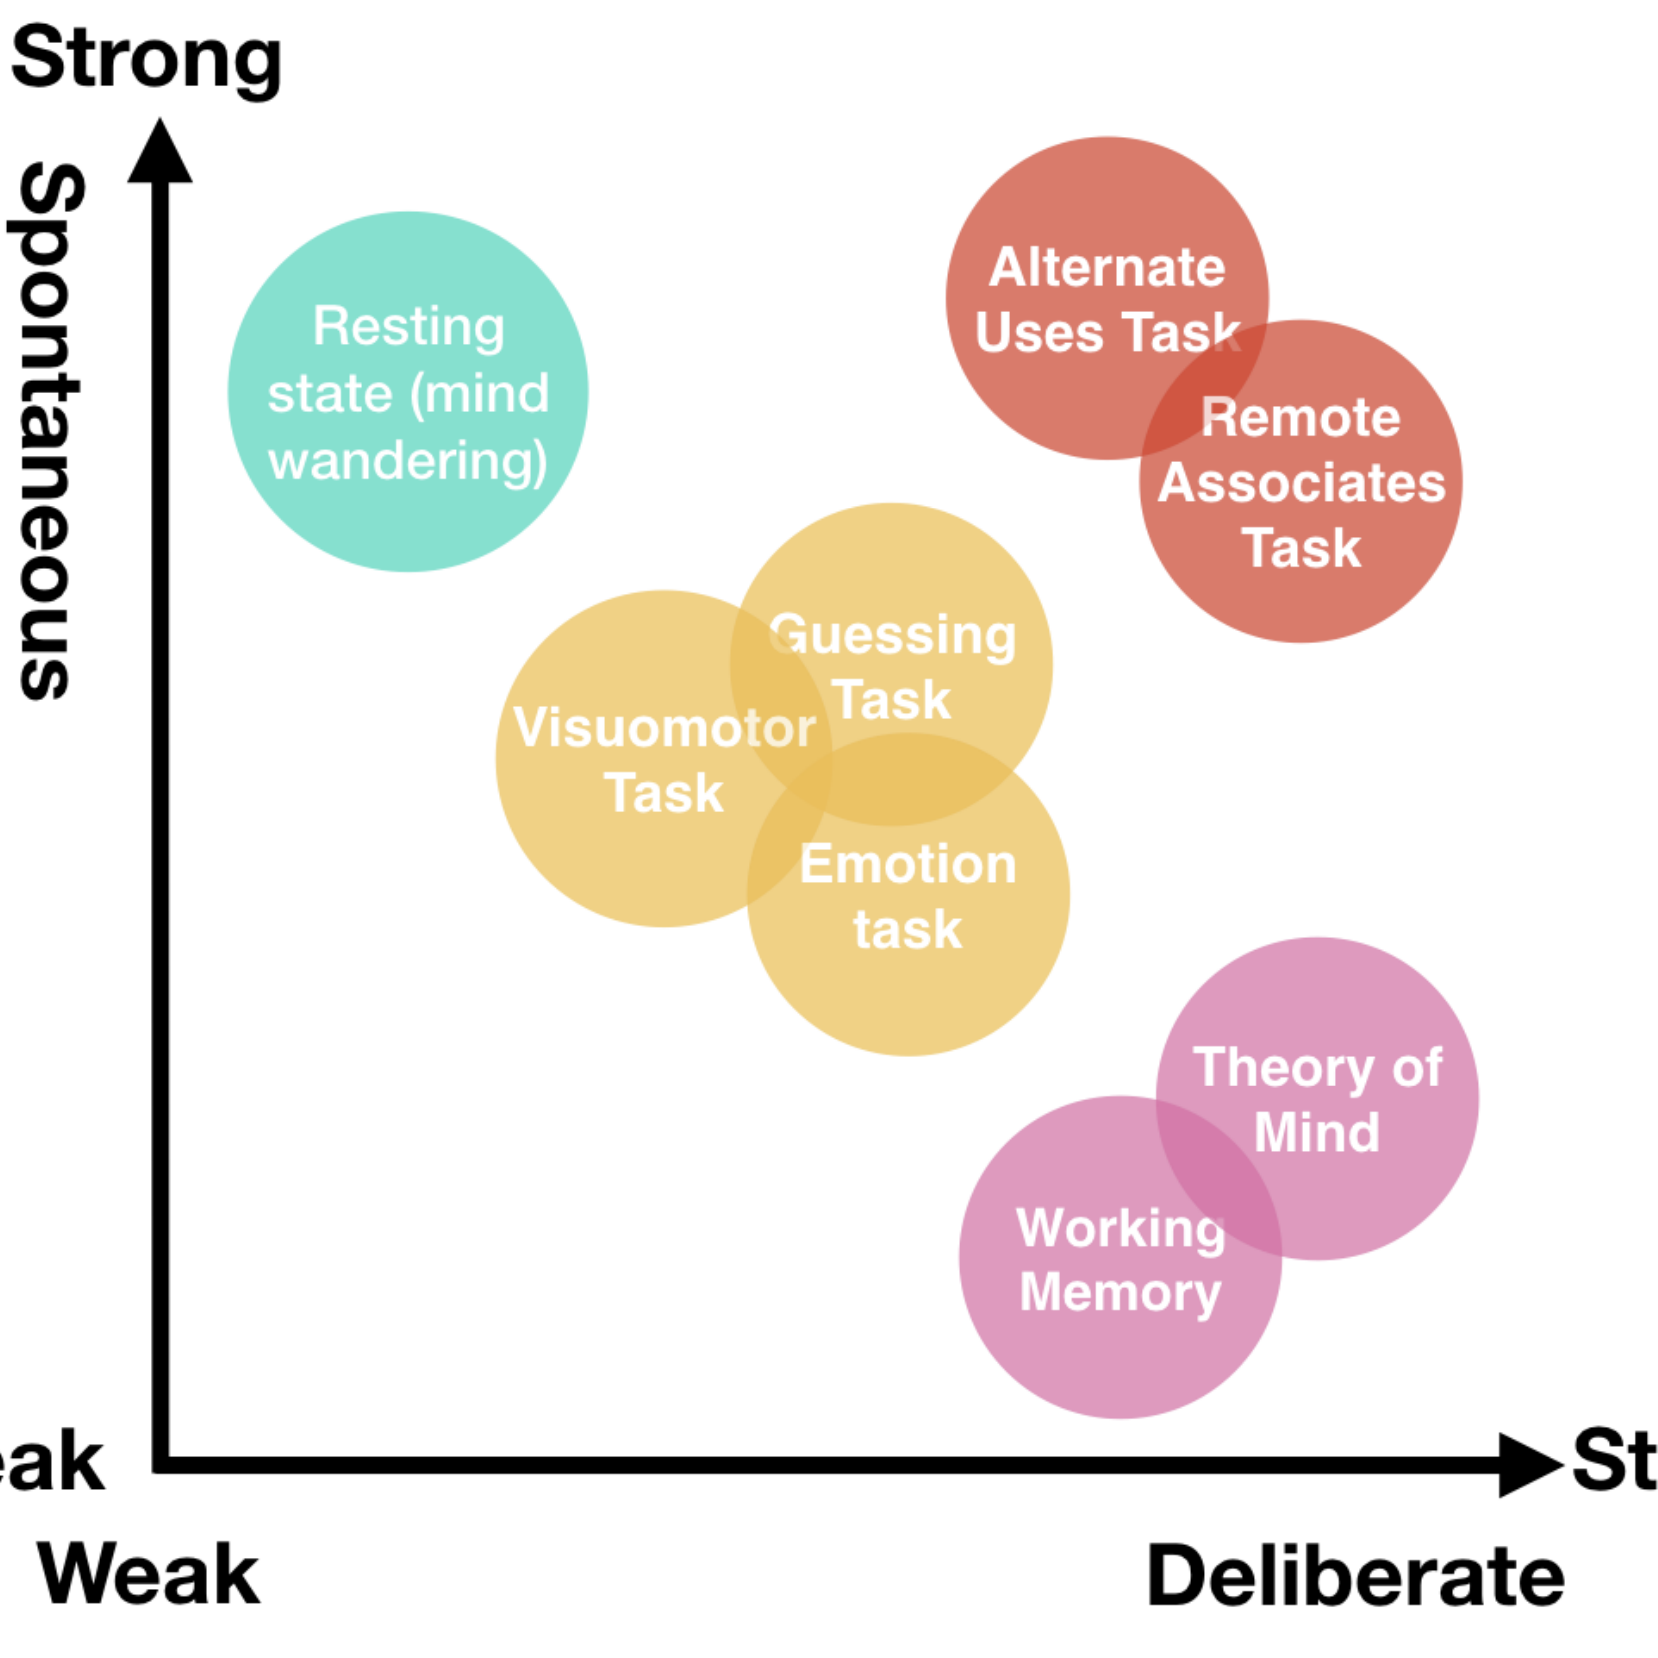 Strong
Spontaneous
Resting
state (mind
wandering)
Alternate
Uses Task
Remote
Associates
Task
Guessing
Task
Visuomotor
Task
Emotion
task
Theory of
Mind
Working
Memory
eak
St
Weak
Deliberate